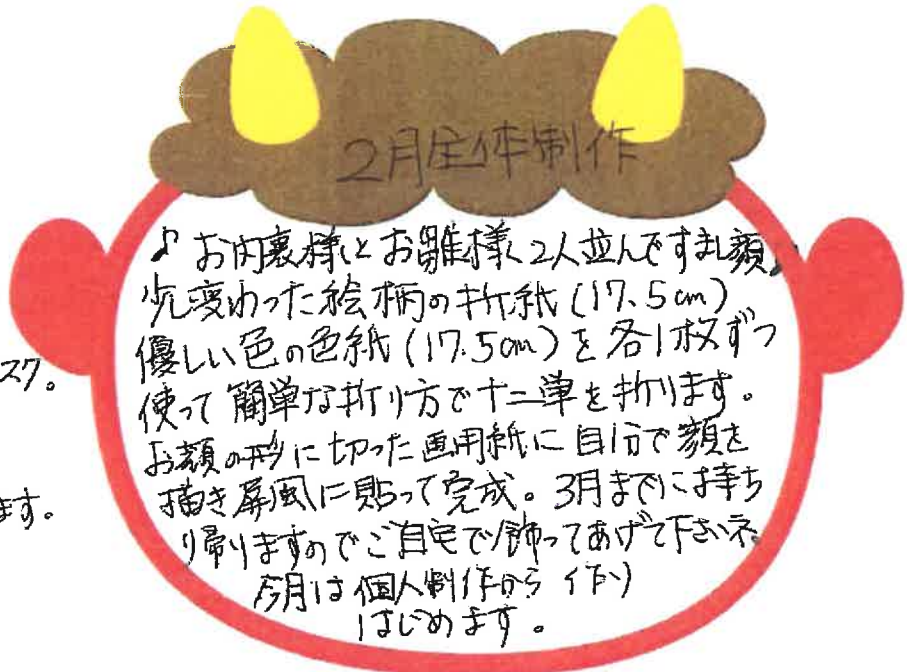 2月全体制作
♪お内裏様とお雛様 2人並んですまし顔♪
少し変わった絵柄の折紙(17.5cm)
優しい色の色紙(17.5cm)を各1枚ずつ
使って簡単な折り方で十二単を折ります。
お顔の形に切った画用紙に自分で顔を
描き屏風に貼って完成。3月までにお持ち
り帰りますのでご自宅で飾ってあげて下さいネ。
今月は個人制作から作り
はじめます。
スク。
ます。